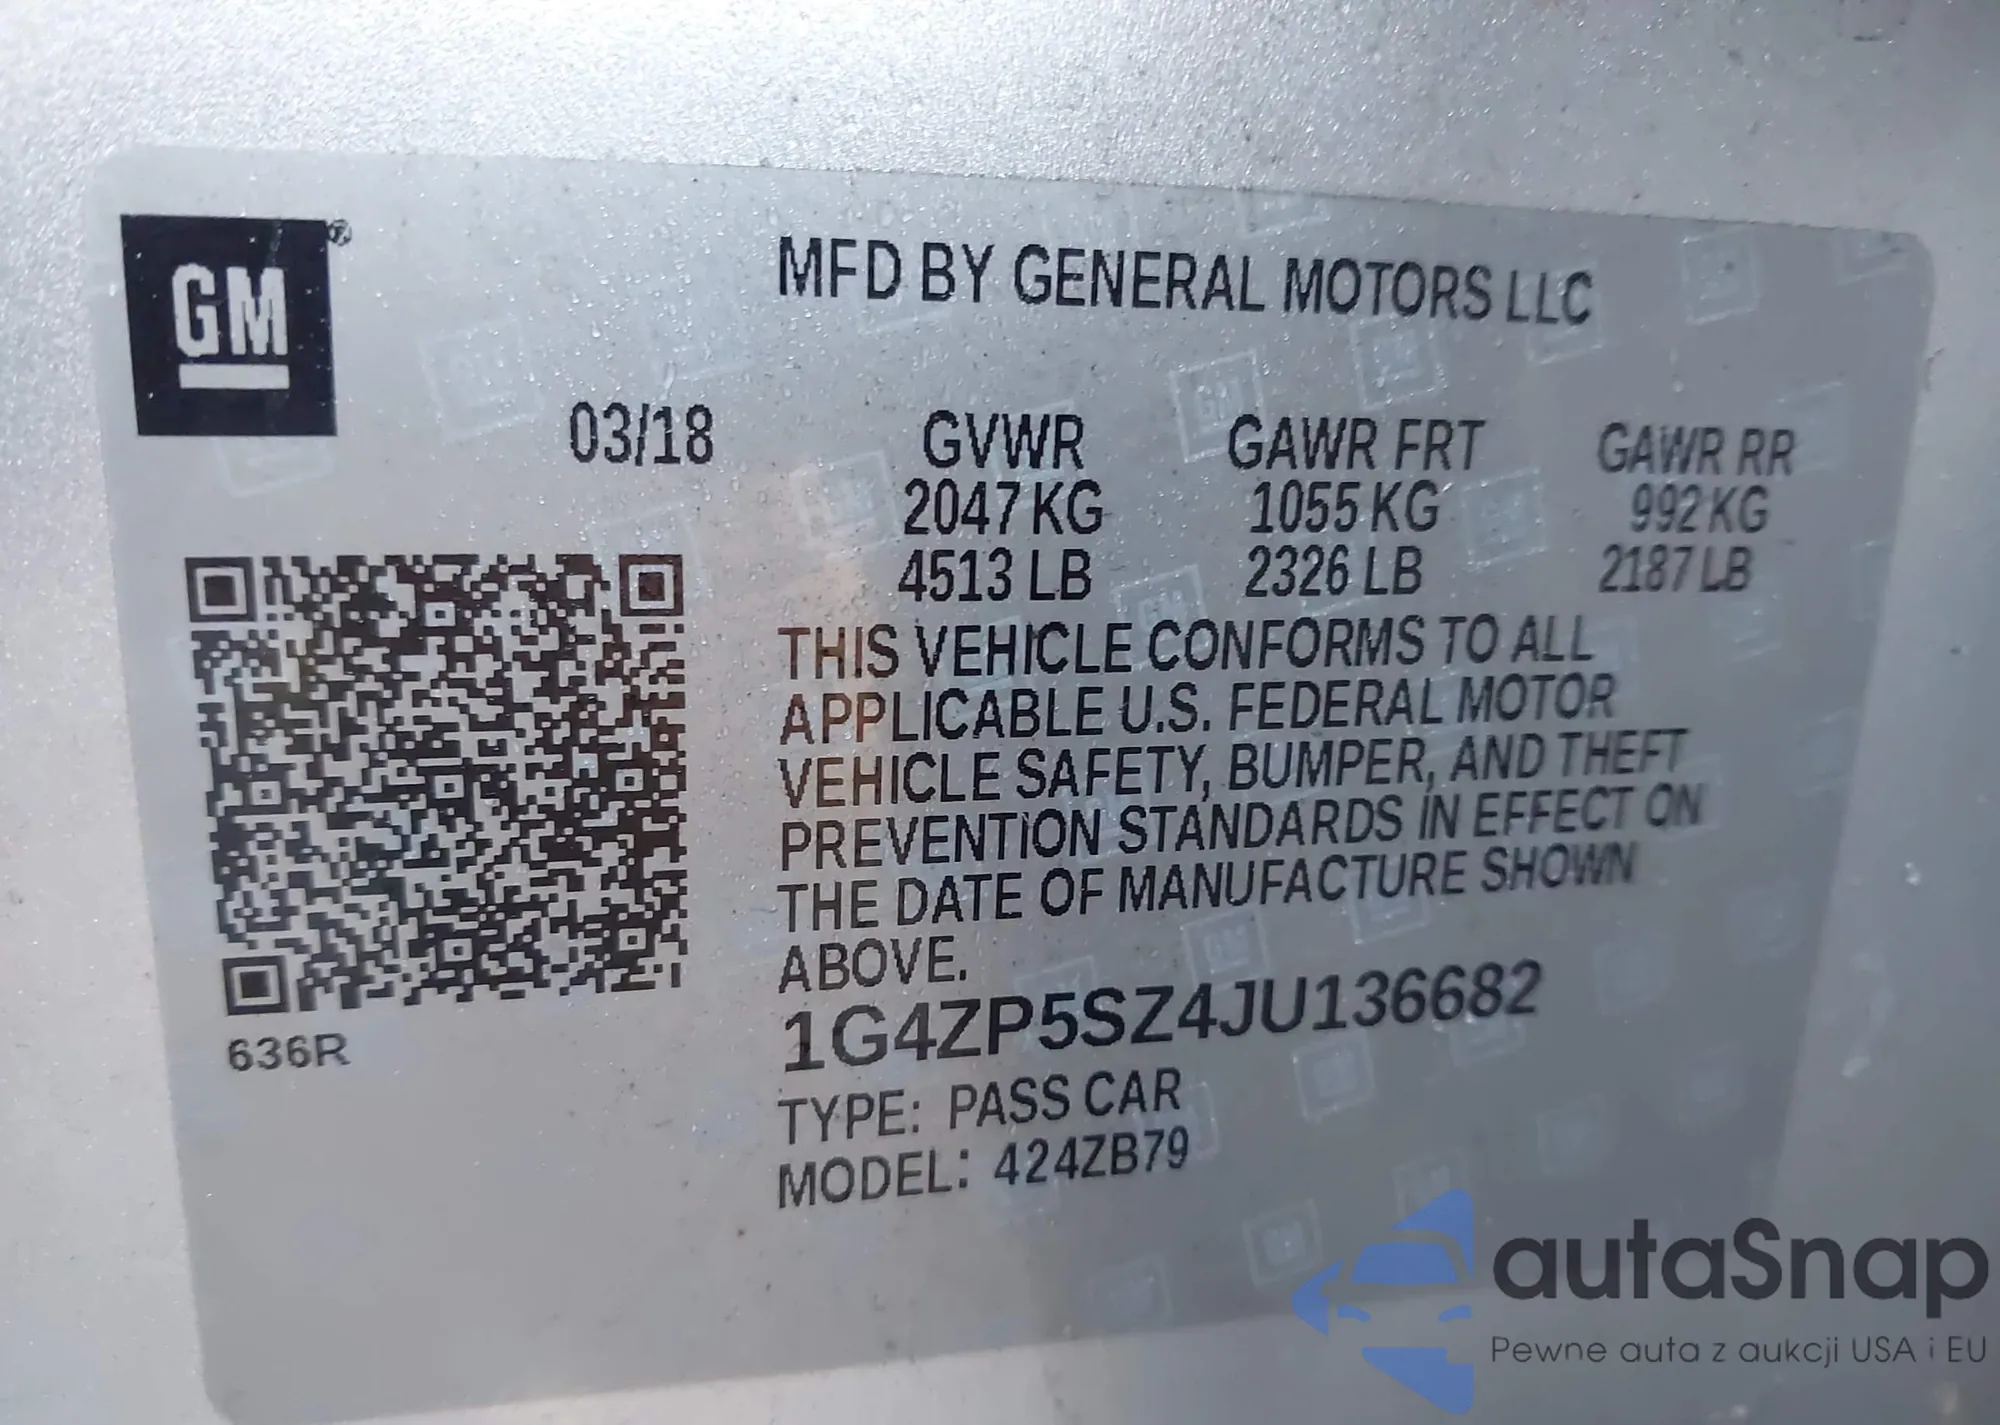 GM®
MFD BY GENERAL MOTORS LLC
03/18
GVWR GAWR FRT GAWR RR
2047 KG 1055 KG 992 KG
4513 LB 2326 LB 2187 LB
THIS VEHICLE CONFORMS TO ALL
APPLICABLE U.S. FEDERAL MOTOR
VEHICLE SAFETY, BUMPER, AND THEFT
PREVENTION STANDARDS IN EFFECT ON
THE DATE OF MANUFACTURE SHOWN
ABOVE.
1G4ZP5SZ4JU136682
636R
TYPE: PASS CAR
MODEL: 424ZB79
autaSnap
Pewne auta z aukcji USA i EU